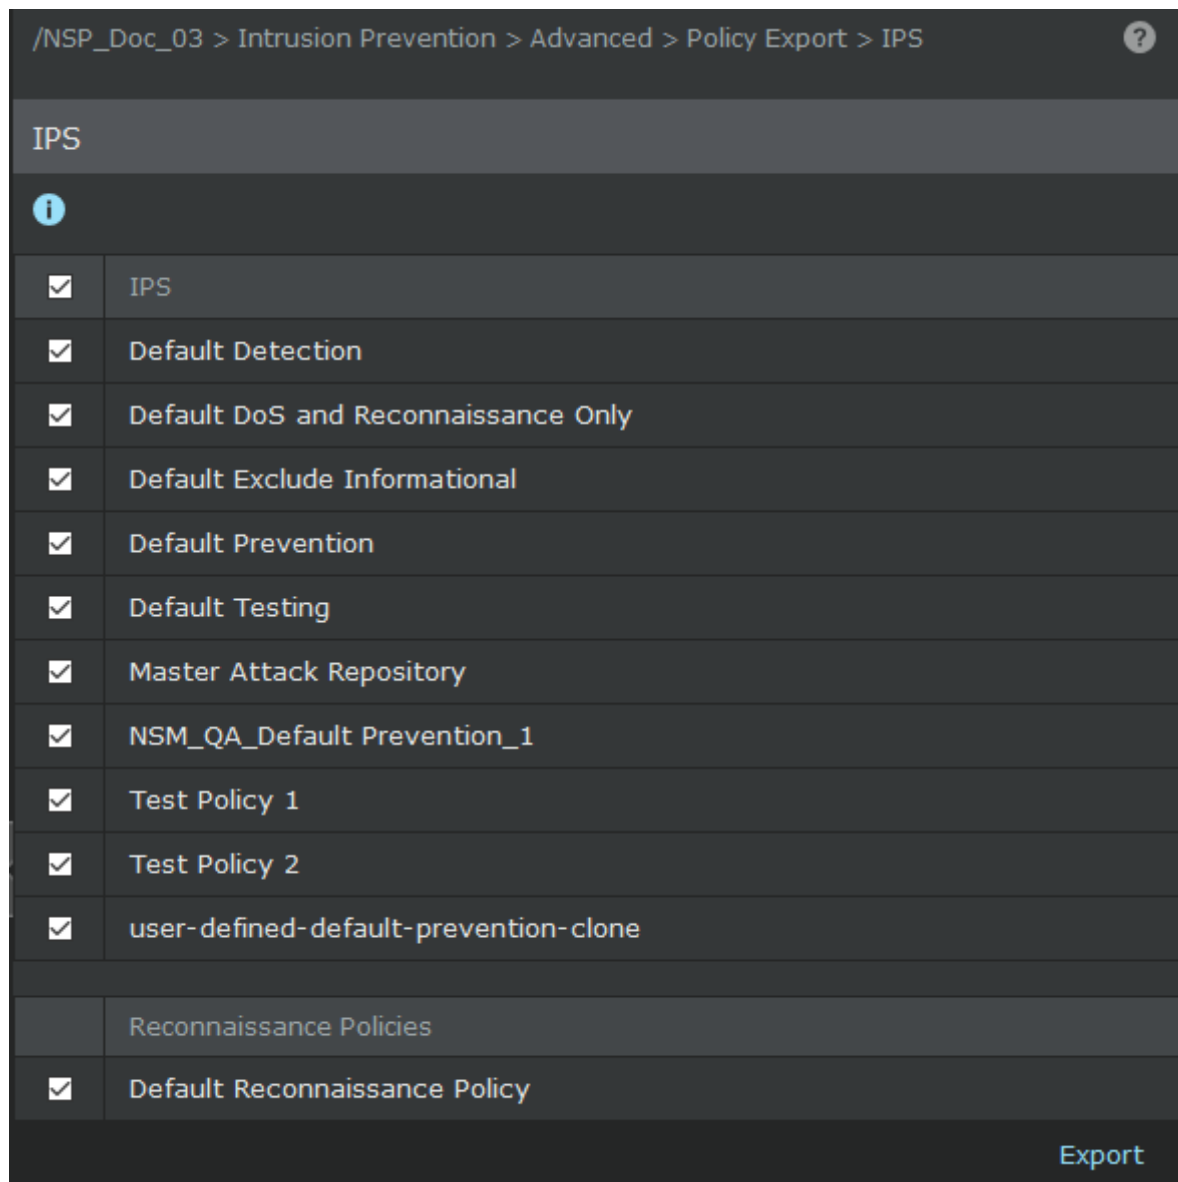 /NSP_Doc_03 > Intrusion Prevention > Advanced > Policy Export > IPS
IPS
IPS
Default Detection
Default DoS and Reconnaissance Only
Default Exclude Informational
Default Prevention
Default Testing
Master Attack Repository
NSM_QA_Default Prevention_1
Test Policy 1
Test Policy 2
user-defined-default-prevention-clone
Reconnaissance Policies
Default Reconnaissance Policy
Export